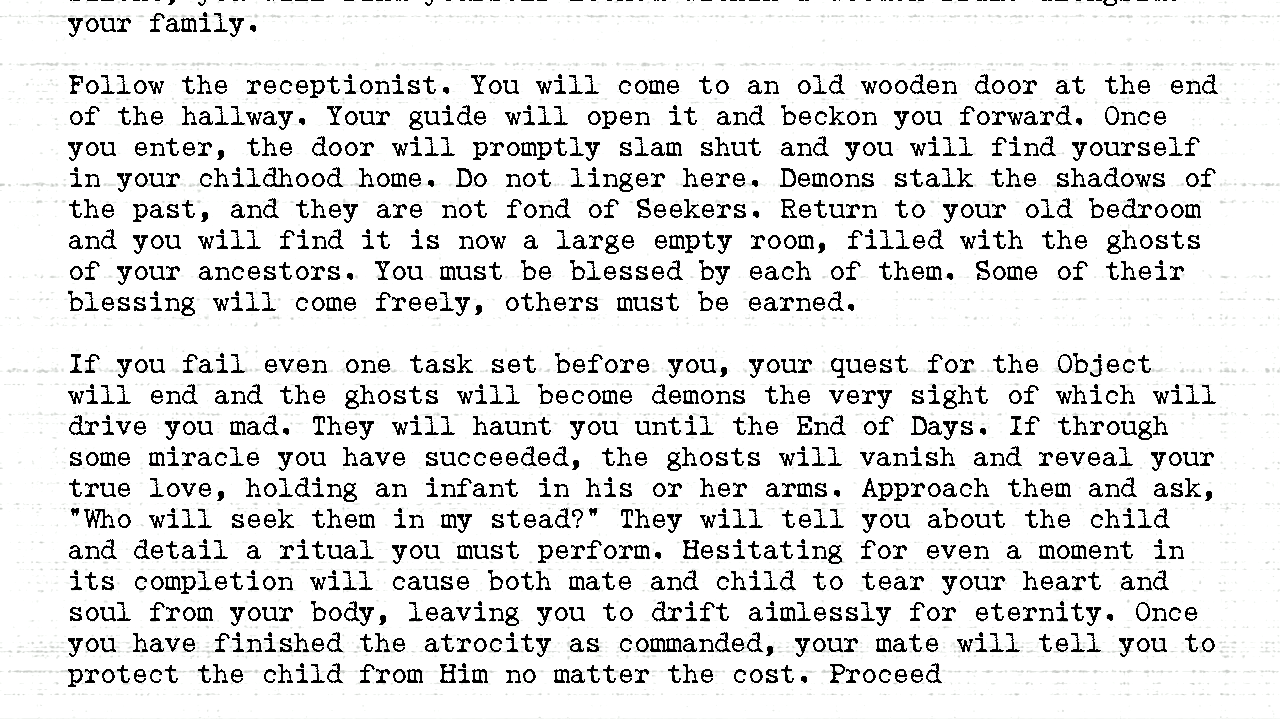 your family.
Follow the receptionist. You will come to an old wooden door at the end
of the hallway. Your guide will open it and beckon you forward. Once
you enter, the door will promptly slam shut and you will find yourself
in your childhood home. Do not linger here. Demons stalk the shadows of
the past, and they are not fond of Seekers. Return to your old bedroom
and you will find it is now a large empty room, filled with the ghosts
of your ancestors. You must be blessed by each of them. Some of their
blessing will come freely, others must be earned.
If you fail even one task set before you, your quest for the Object
will end and the ghosts will become demons the very sight of which will
drive you mad. They will haunt you until the End of Days. If through
some miracle you have succeeded, the ghosts will vanish and reveal your
true love, holding an infant in his or her arms. Approach them and ask,
"Who will seek them in my stead?" They will tell you about the child
and detail a ritual you must perform. Hesitating for even a moment in
its completion will cause both mate and child to tear your heart and
soul from your body, leaving you to drift aimlessly for eternity. Once
you have finished the atrocity as commanded, your mate will tell you to
protect the child from Him no matter the cost. Proceed